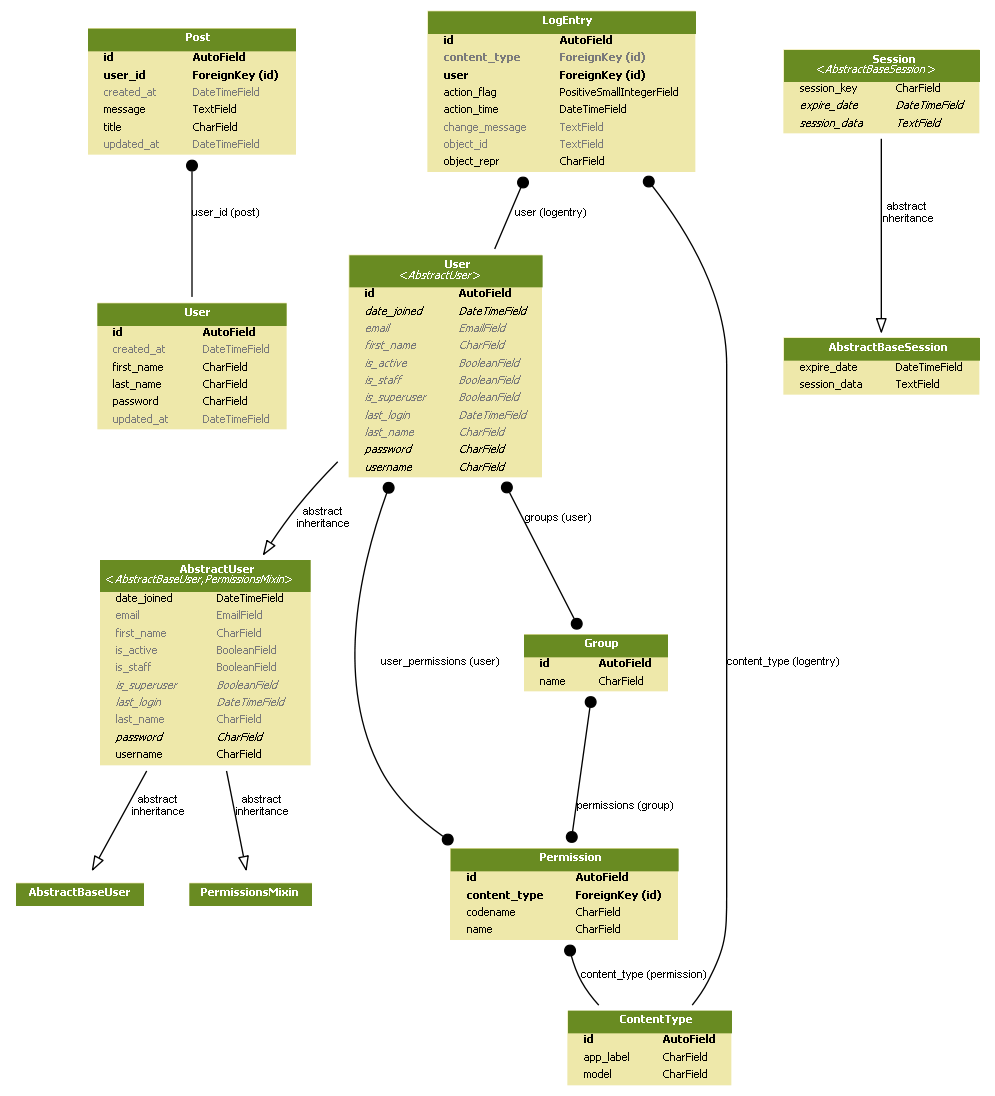 Post
id AutoField
user_id ForeignKey (id)
created_at DateTimeField
message TextField
title CharField
updated_at DateTimeField
user_id (post)
User
id AutoField
created_at DateTimeField
first_name CharField
last_name CharField
password CharField
updated_at DateTimeField
LogEntry
id AutoField
content_type ForeignKey (id)
user ForeignKey (id)
action_flag PositiveSmallIntegerField
action_time DateTimeField
change_message TextField
object_id TextField
object_repr CharField
user (logentry)
Session
<AbstractBaseSession>
session_key CharField
expire_date DateTimeField
session_data TextField
abstract
nheritance
AbstractBaseSession
expire_date DateTimeField
session_data TextField
User
<AbstractUser>
id AutoField
date_joined DateTimeField
email EmailField
first_name CharField
is_active BooleanField
is_staff BooleanField
is_superuser BooleanField
last_login DateTimeField
last_name CharField
password CharField
username CharField
abstract
inheritance
groups (user)
AbstractUser
<AbstractBaseUser,PermissionsMixin>
date_joined DateTimeField
email EmailField
first_name CharField
is_active BooleanField
is_staff BooleanField
is_superuser BooleanField
last_login DateTimeField
last_name CharField
password CharField
username CharField
user_permissions (user)
Group
id AutoField
name CharField
content_type (logentry)
abstract
inheritance
abstract
inheritance
permissions (group)
AbstractBaseUser
PermissionsMixin
Permission
id AutoField
content_type ForeignKey (id)
codename CharField
name CharField
content_type (permission)
ContentType
id AutoField
app_label CharField
model CharField